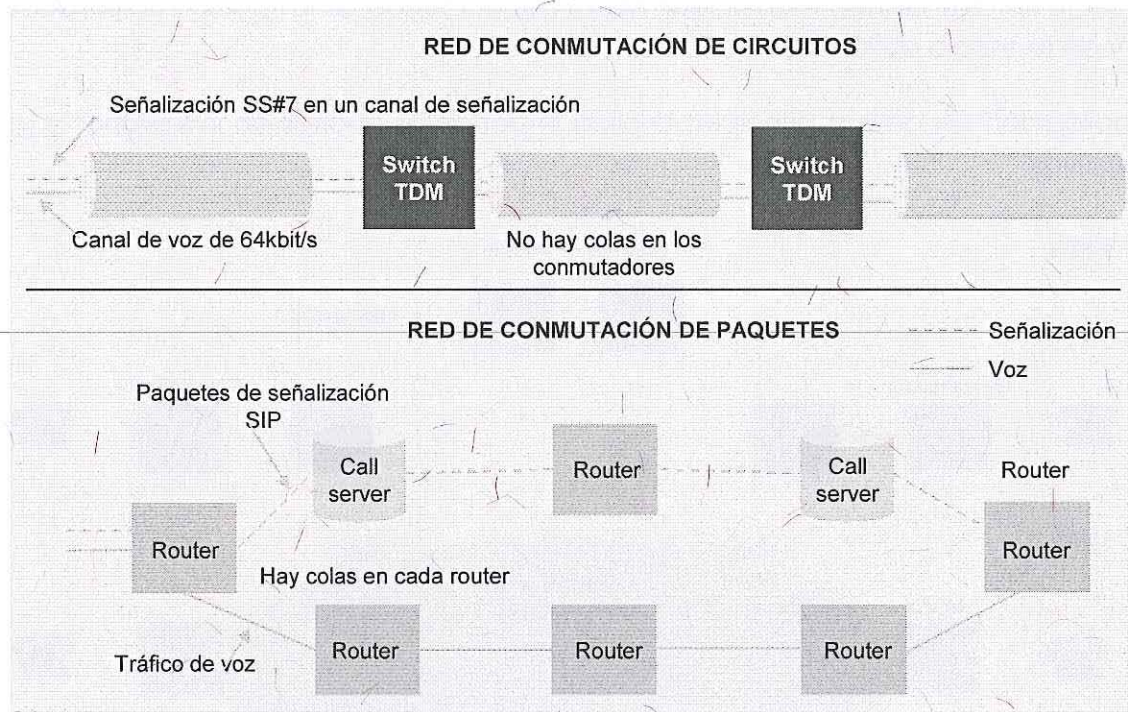 RED DE CONMUTACIÓN DE CIRCUITOS
Señalización SS#7 en un canal de señalización
Switch
TDM
Switch
TDM
Canal de voz de 64kbit/s
No hay colas en los
conmutadores
RED DE CONMUTACIÓN DE PAQUETES
Señalización
Voz
Paquetes de señalización
SIP
Call
server
Router
Call
server
Router
Router
Router
Hay colas en cada router
Router
Router
Router
Tráfico de voz